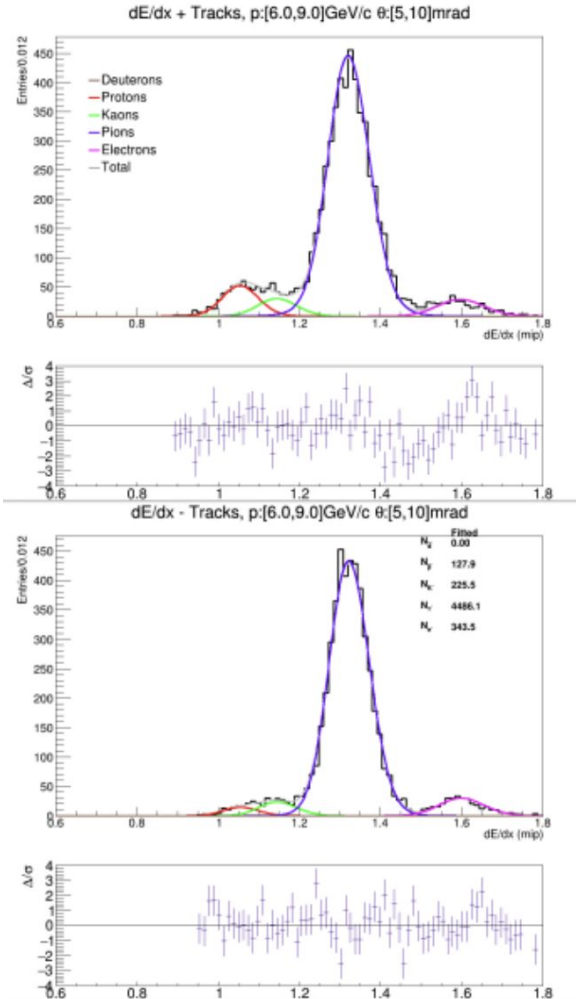 dE/dx + Tracks, p:[6.0,9.0]GeV/c θ:[5,10]mrad
Entries/0.012
450
400
350
300
250
200
150
100
50
0
Deuterons
Protons
Kaons
Pions
Electrons
Total
0.6 0.8 1 1.2 1.4 1.6 1.8
dE/dx (mip)
Δ/σ
4
3
2
1
0
−1
−2
−3
−4
0.6 0.8 1 1.2 1.4 1.6 1.8
dE/dx - Tracks, p:[6.0,9.0]GeV/c θ:[5,10]mrad
Entries/0.012
450
400
350
300
250
200
150
100
50
0
Fitted
0.00
127.9
225.5
4486.1
343.5
0.6 0.8 1 1.2 1.4 1.6 1.8
dE/dx (mip)
Δ/σ
4
3
2
1
0
−1
−2
−3
−4
0.6 0.8 1 1.2 1.4 1.6 1.8